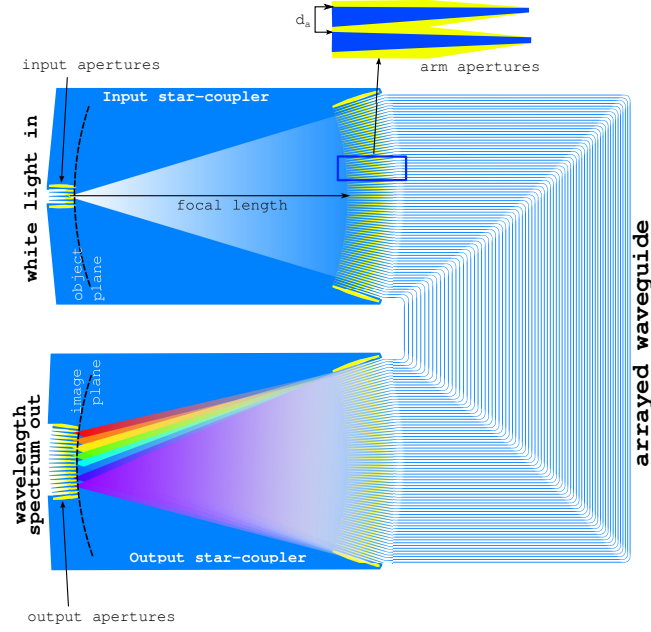 dₐ
input apertures
arm apertures
Input star-coupler
white light in
focal length
object
plane
arrayed waveguide
image
plane
wavelength
spectrum out
Output star-coupler
output apertures